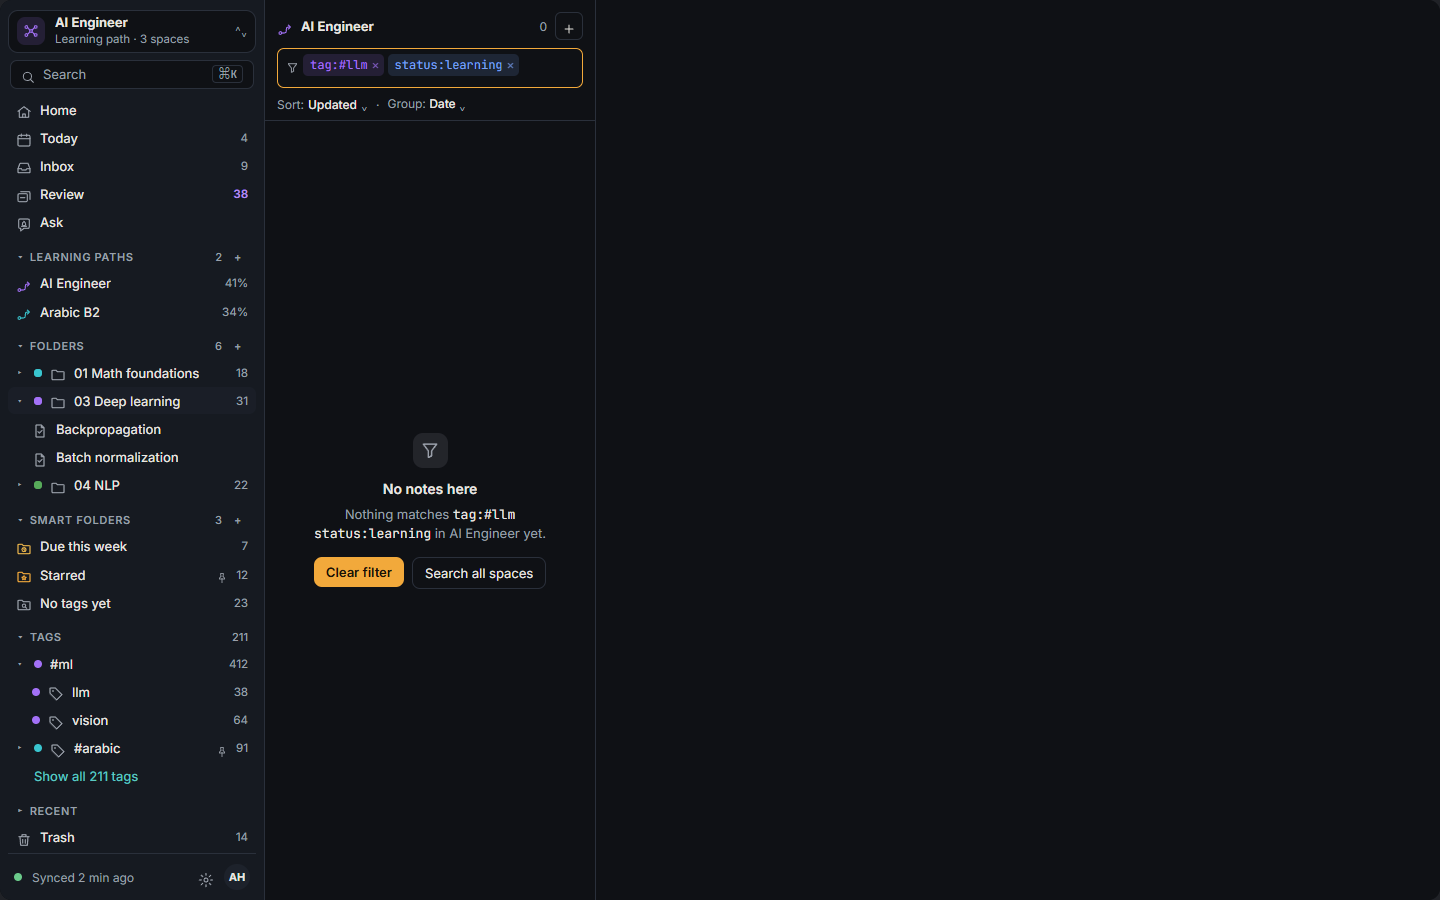 AI Engineer
Learning path · 3 spaces
Search ⌘K
Home
Today 4
Inbox 9
Review 38
Ask
LEARNING PATHS 2 +
AI Engineer 41%
Arabic B2 34%
FOLDERS 6 +
01 Math foundations 18
03 Deep learning 31
Backpropagation
Batch normalization
04 NLP 22
SMART FOLDERS 3 +
Due this week 7
Starred 12
No tags yet 23
TAGS 211
#ml 412
llm 38
vision 64
#arabic 91
Show all 211 tags
RECENT
Trash 14
Synced 2 min ago AH
AI Engineer 0 +
tag:#llm × status:learning ×
Sort: Updated · Group: Date
No notes here
Nothing matches tag:#llm
status:learning in AI Engineer yet.
Clear filter Search all spaces